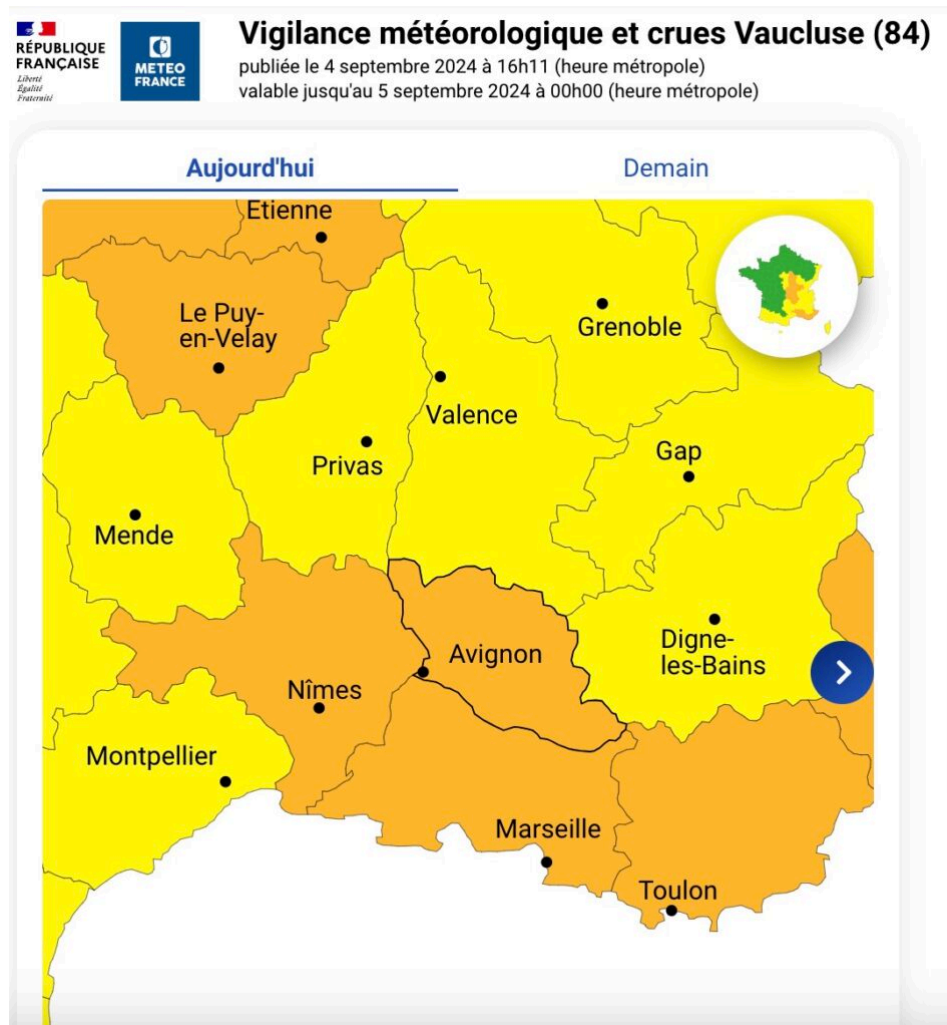 RÉPUBLIQUE
FRANÇAISE
Liberté
Égalité
Fraternité
METEO
FRANCE
Vigilance météorologique et crues Vaucluse (84)
publiée le 4 septembre 2024 à 16h11 (heure métropole)
valable jusqu'au 5 septembre 2024 à 00h00 (heure métropole)
Aujourd'hui
Demain
Etienne
Le Puy-
en-Velay
Grenoble
Valence
Privas
Gap
Mende
Avignon
Digne-
les-Bains
Nîmes
Montpellier
Marseille
Toulon